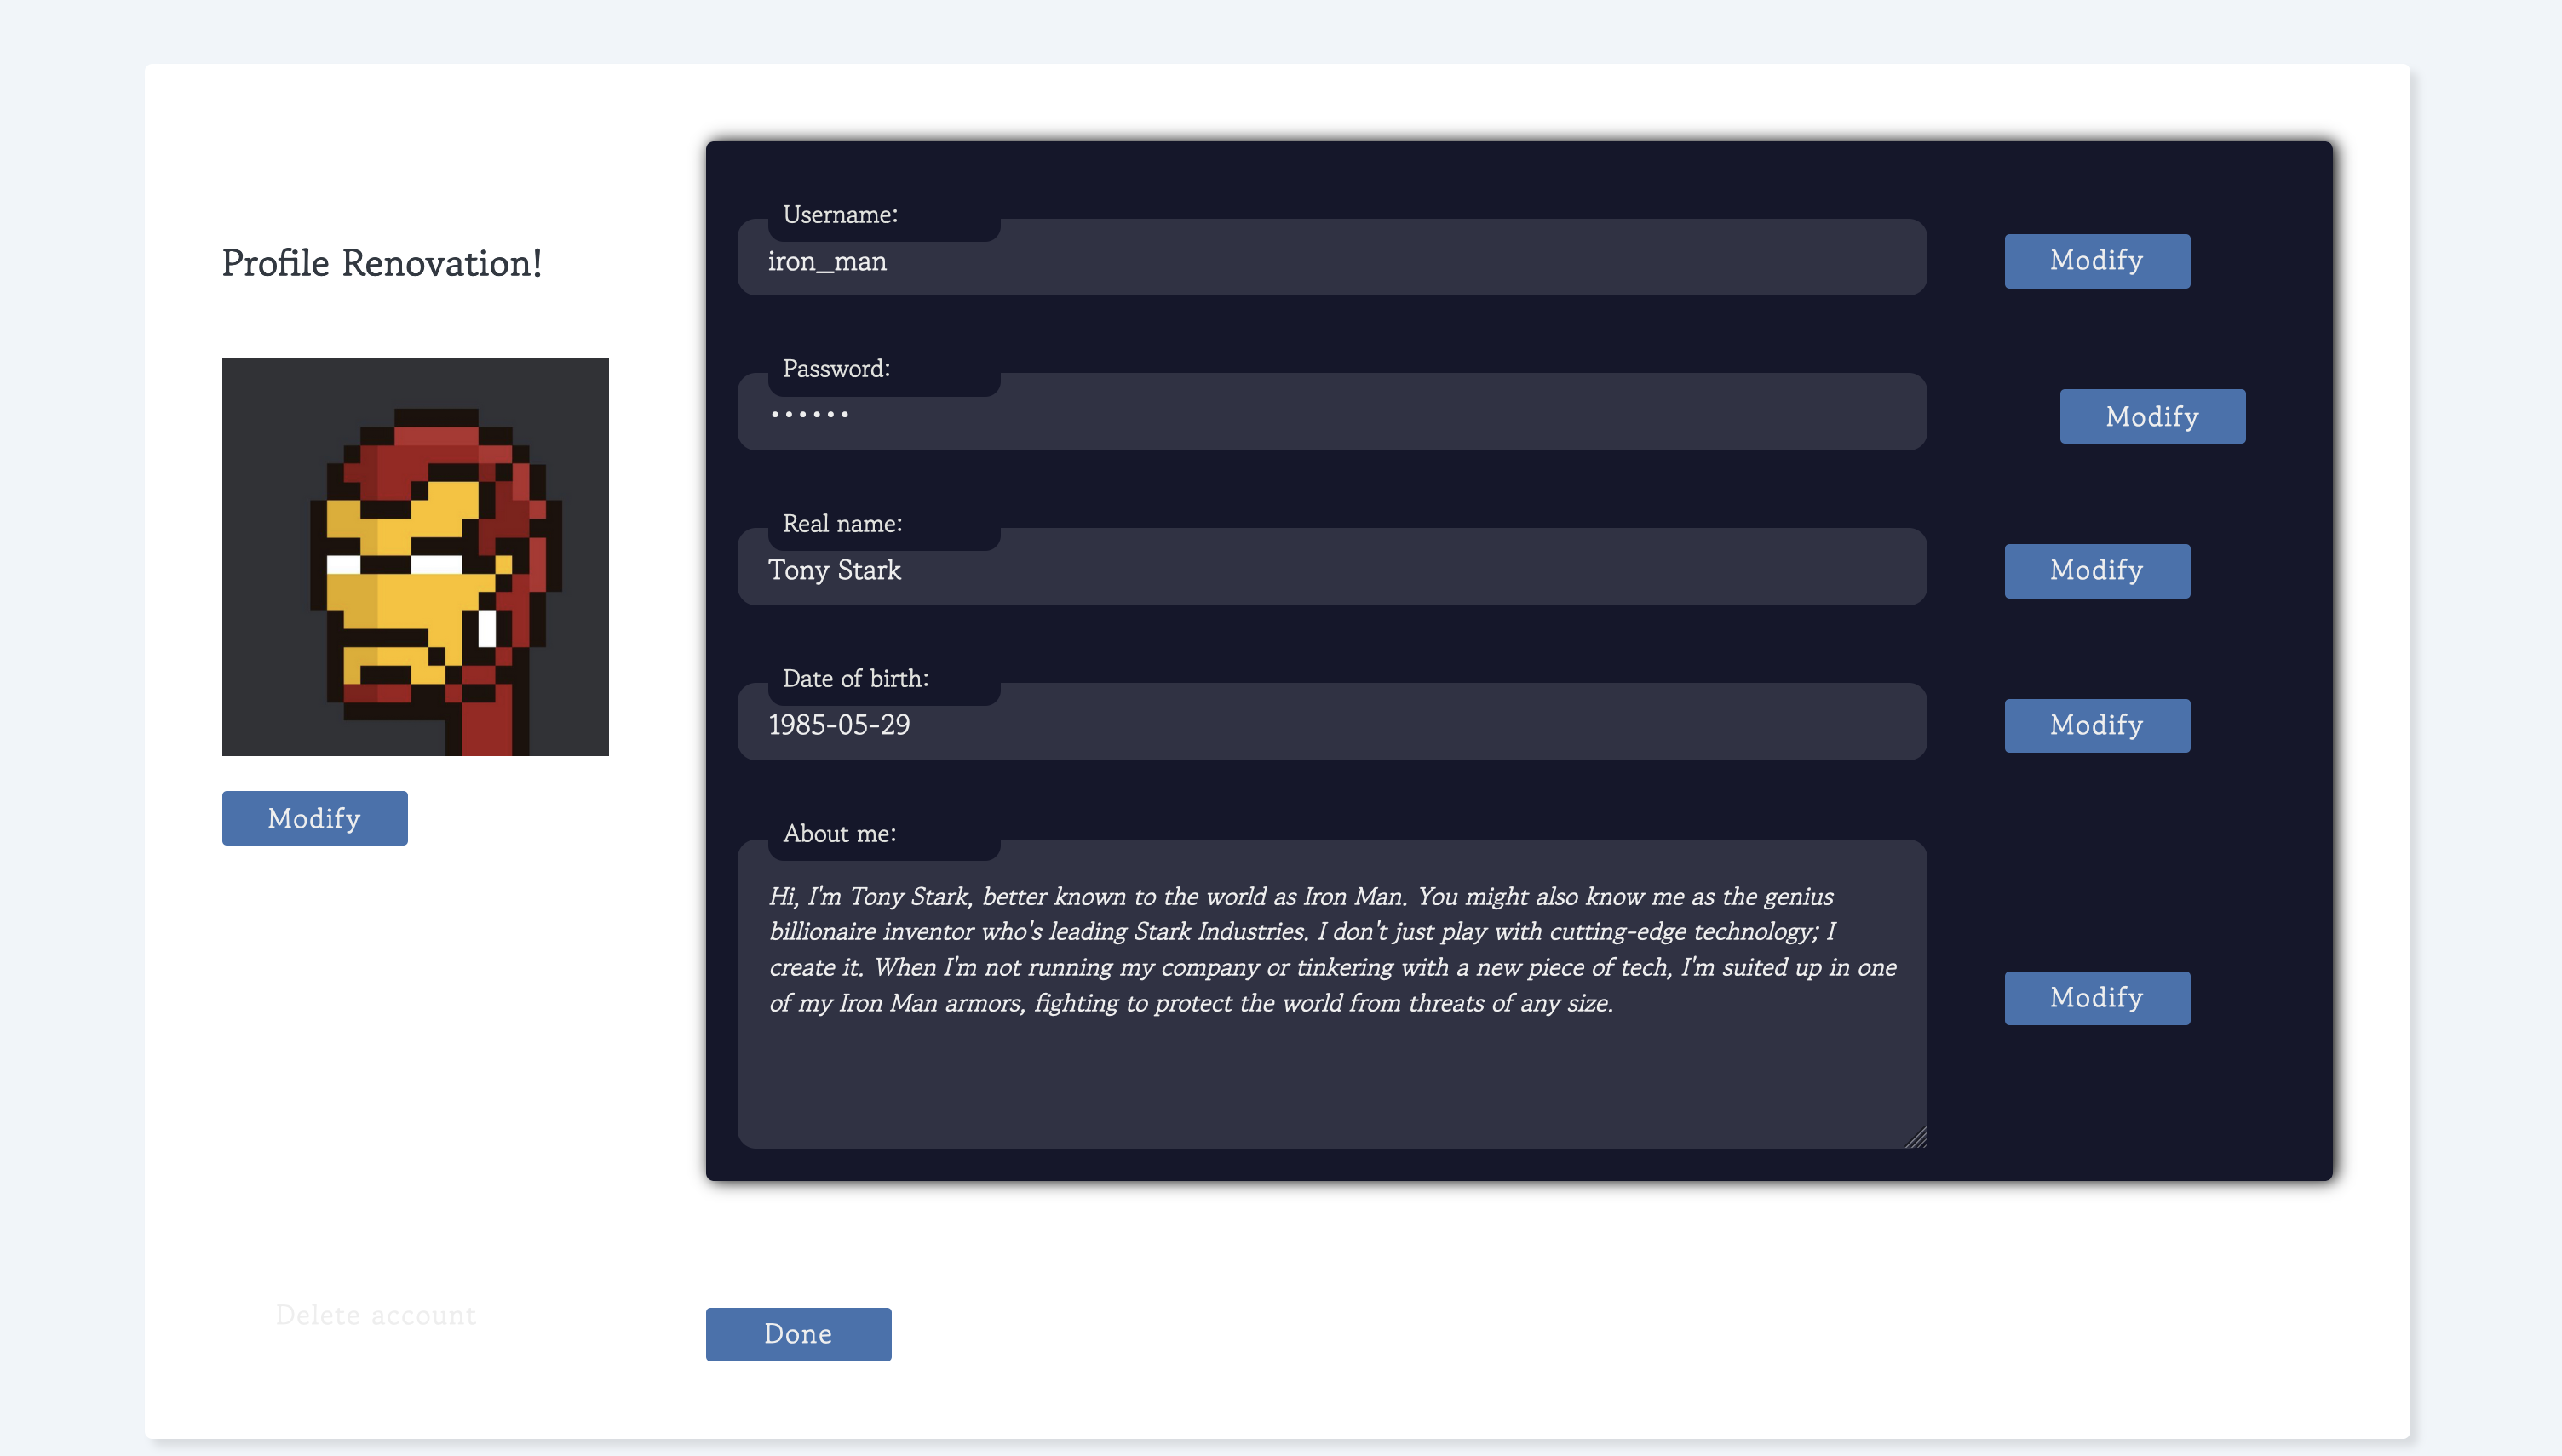 Profile Renovation!
Modify
Delete account
Username:
iron_man
Modify
Password:
••••••
Modify
Real name:
Tony Stark
Modify
Date of birth:
1985-05-29
Modify
About me:
Hi, I'm Tony Stark, better known to the world as Iron Man. You might also know me as the genius
billionaire inventor who's leading Stark Industries. I don't just play with cutting-edge technology; I
create it. When I'm not running my company or tinkering with a new piece of tech, I'm suited up in one
of my Iron Man armors, fighting to protect the world from threats of any size.
Modify
Done